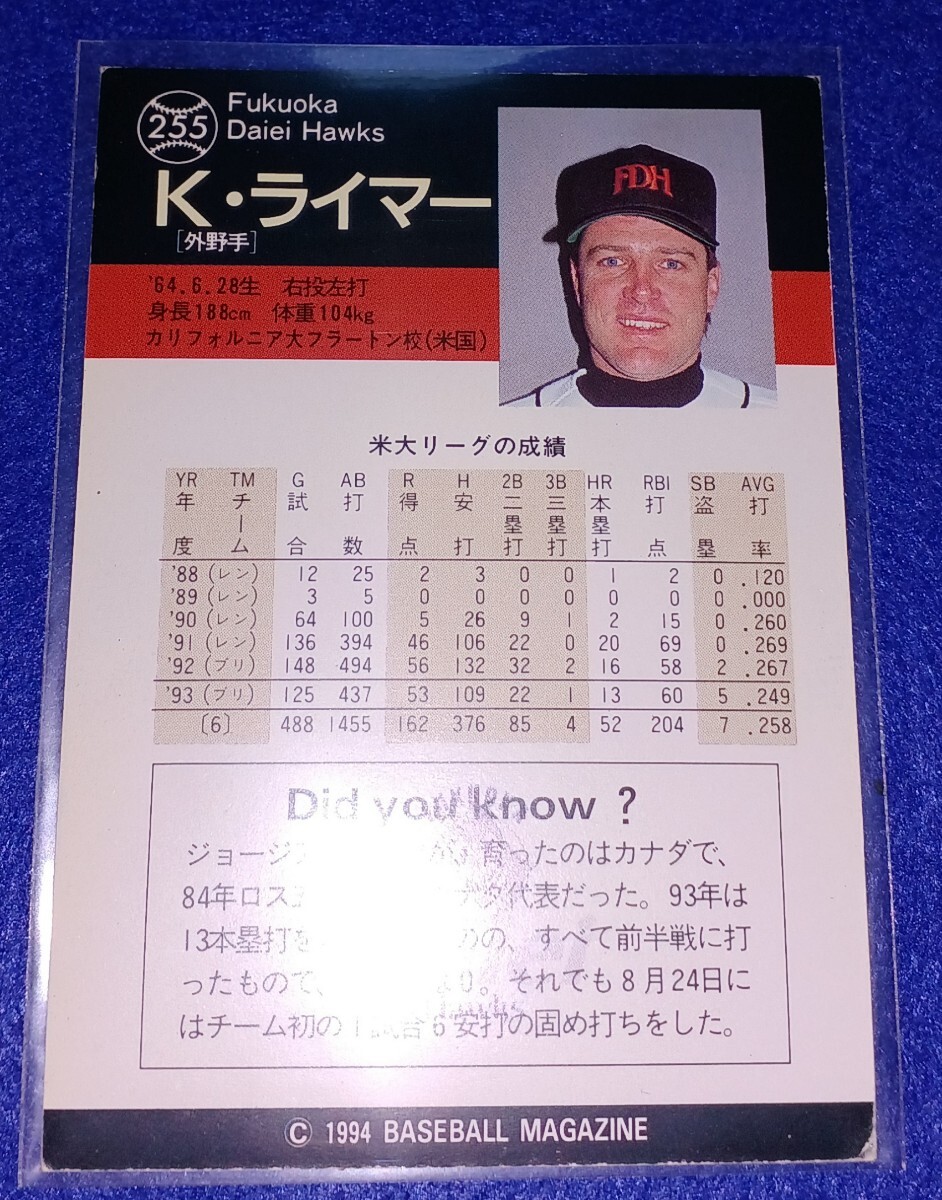 255
Fukuoka
Daiei Hawks
K・ライマー
[外野手]
FDH
'64.6.28生 右投左打
身長188cm 体重104kg
カリフォルニア大フラートン校(米国)
米大リーグの成績
YR TM G AB R H 2B 3B HR RBI SB AVG
年度 チーム 試合 打数 得点 安打 二塁打 三塁打 本塁打 打点 盗塁 打率
'88 (レン) 12 25 2 3 0 0 1 2 0 .120
'89 (レン) 3 5 0 0 0 0 0 0 0 .000
'90 (レン) 64 100 5 26 9 1 2 15 0 .260
'91 (レン) 136 394 46 106 22 0 20 69 0 .269
'92 (ブリ) 148 494 56 132 32 2 16 58 2 .267
'93 (ブリ) 125 437 53 109 22 1 13 60 5 .249
〔6〕 488 1455 162 376 85 4 52 204 7 .258
Did you know ?
ジョージ 育ったのはカナダで、
84年ロス 代表だった。93年は
13本塁打を の、すべて前半戦に打
ったもので、 0。それでも8月24日に
はチーム初の1試合6安打の固め打ちをした。
© 1994 BASEBALL MAGAZINE